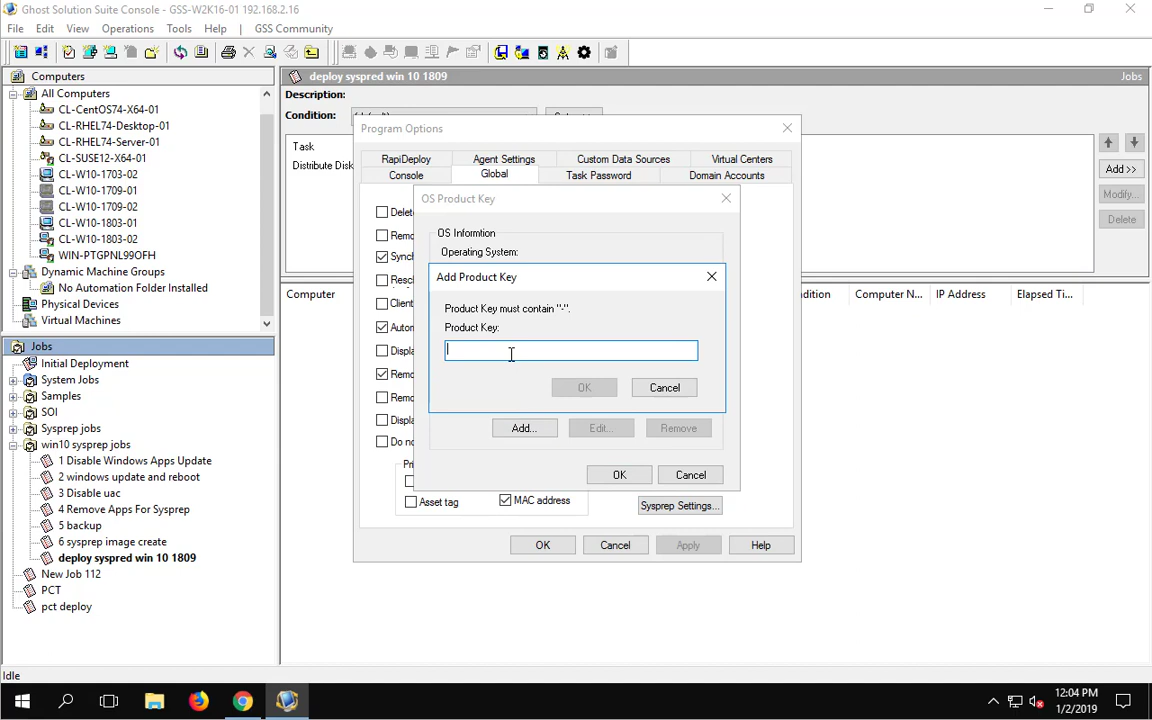 Ghost Solution Suite Console - GSS-W2K16-01 192.168.2.16
File Edit View Operations Tools Help | GSS Community
Computers
All Computers
CL-CentOS74-X64-01
CL-RHEL74-Desktop-01
CL-RHEL74-Server-01
CL-SUSE12-X64-01
CL-W10-1703-02
CL-W10-1709-01
CL-W10-1709-02
CL-W10-1803-01
CL-W10-1803-02
WIN-PTGPNL99OFH
Dynamic Machine Groups
No Automation Folder Installed
Physical Devices
Virtual Machines
Jobs
Initial Deployment
System Jobs
Samples
SOI
Sysprep jobs
win10 sysprep jobs
1 Disable Windows Apps Update
2 windows update and reboot
3 Disable uac
4 Remove Apps For Sysprep
5 backup
6 sysprep image create
deploy syspred win 10 1809
New Job 112
PCT
pct deploy
deploy syspred win 10 1809 Jobs
Description:
Condition:
Task
Distribute Disk
Add >>
Modify...
Delete
Computer Computer N... IP Address Elapsed Ti...
Program Options
RapiDeploy Agent Settings Custom Data Sources Virtual Centers
Console Global Task Password Domain Accounts
Asset tag MAC address Sysprep Settings...
OK Cancel Apply Help
OS Product Key
OS Informtion
Operating System:
Add... Edit... Remove
OK Cancel
Add Product Key
Product Key must contain "-".
Product Key:
OK Cancel
Idle
12:04 PM
1/2/2019